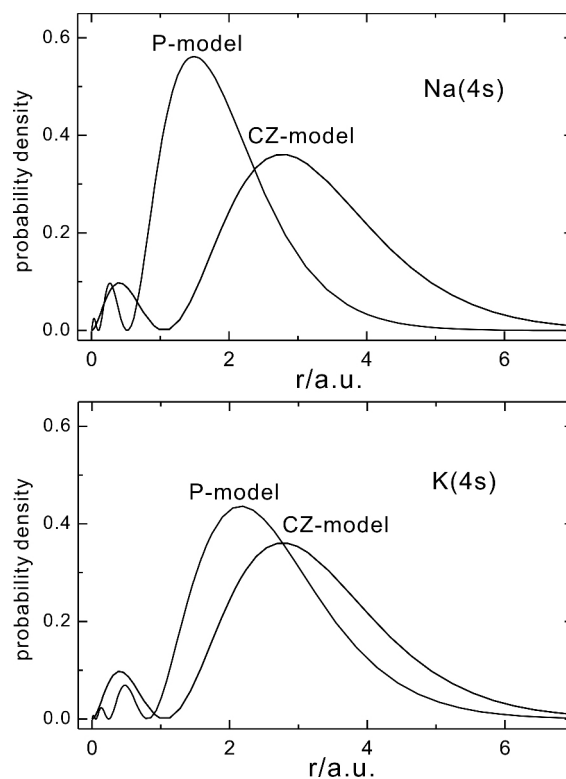 0.6
P-model
Na(4s)
0.4
CZ-model
probability density
0.2
0.0
0 2 4 6
r/a.u.
0.6
K(4s)
P-model
0.4
CZ-model
probability density
0.2
0.0
0 2 4 6
r/a.u.